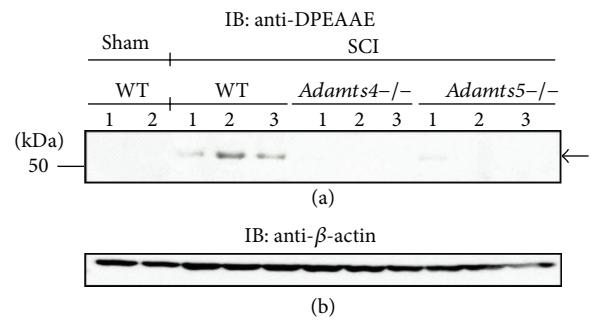 IB: anti-DPEAAE
Sham SCI
WT WT Adamts4−/− Adamts5−/−
1 2 1 2 3 1 2 3 1 2 3
(kDa)
50
(a)
IB: anti-β-actin
(b)